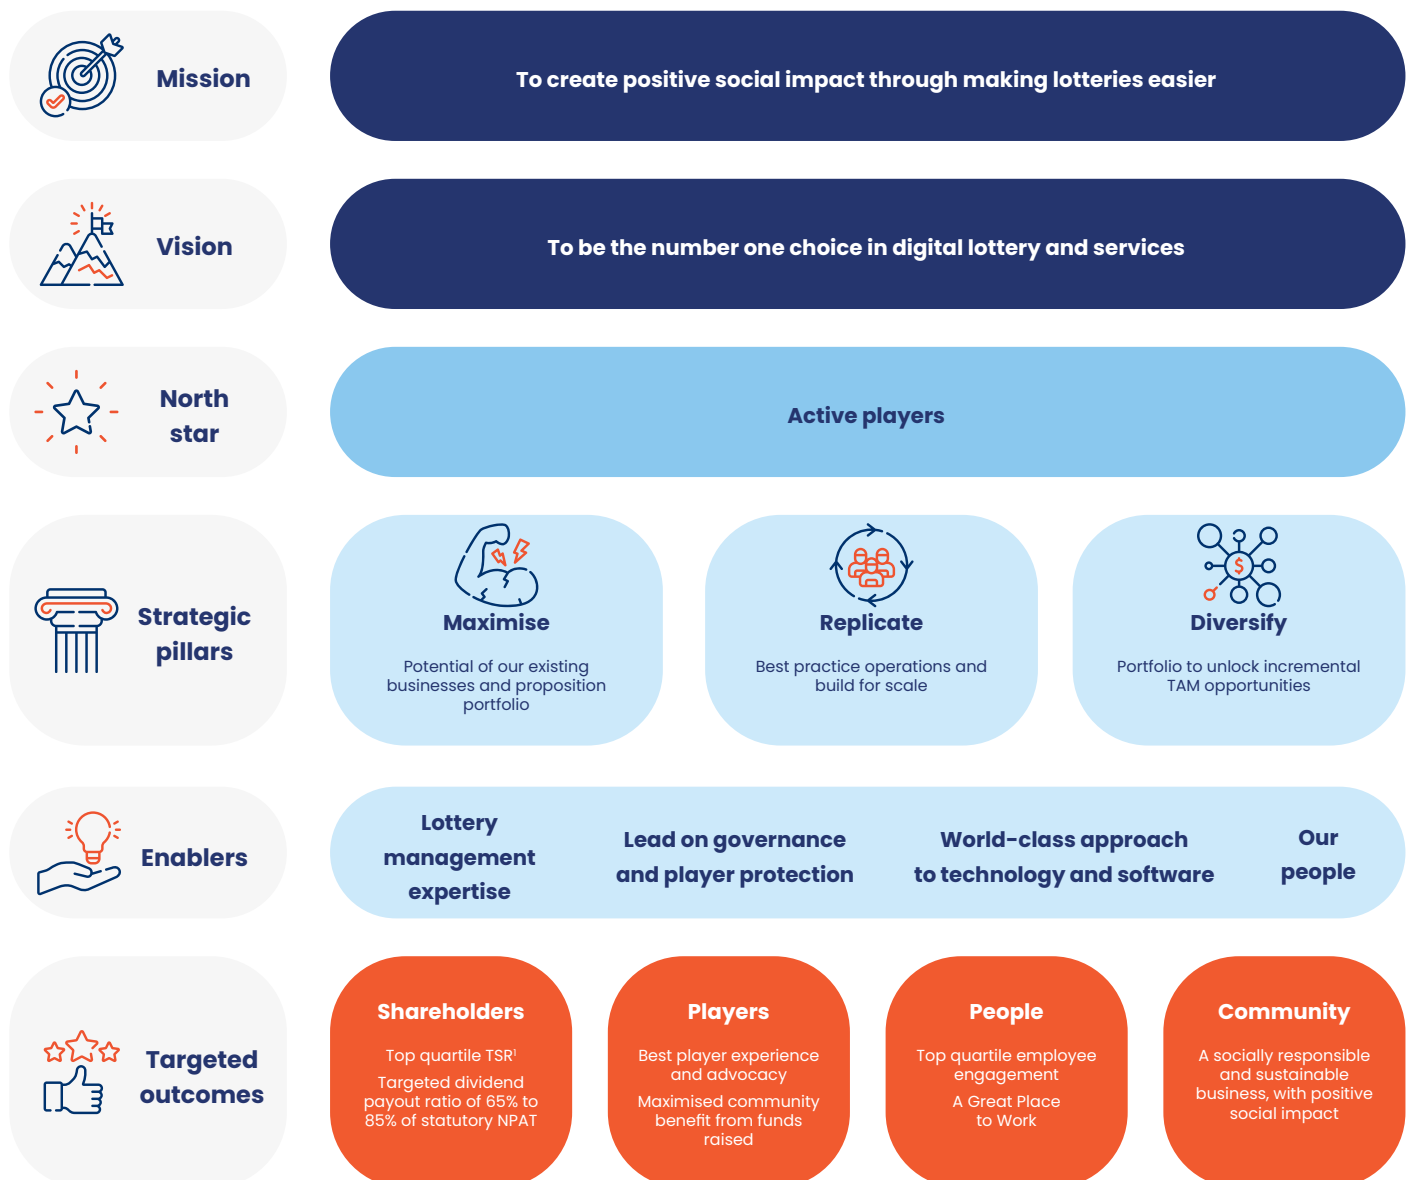 Mission
To create positive social impact through making lotteries easier
Vision
To be the number one choice in digital lottery and services
North
star
Active players
Strategic
pillars
Maximise
Potential of our existing
businesses and proposition
portfolio
Replicate
Best practice operations and
build for scale
Diversify
$
Portfolio to unlock incremental
TAM opportunities
Enablers
Lottery
management
expertise
Lead on governance
and player protection
World-class approach
to technology and software
Our
people
Targeted
outcomes
Shareholders
Top quartile TSR¹
Targeted dividend
payout ratio of 65% to
85% of statutory NPAT
Players
Best player experience
and advocacy
Maximised community
benefit from funds
raised
People
Top quartile employee
engagement
A Great Place
to Work
Community
A socially responsible
and sustainable
business, with positive
social impact